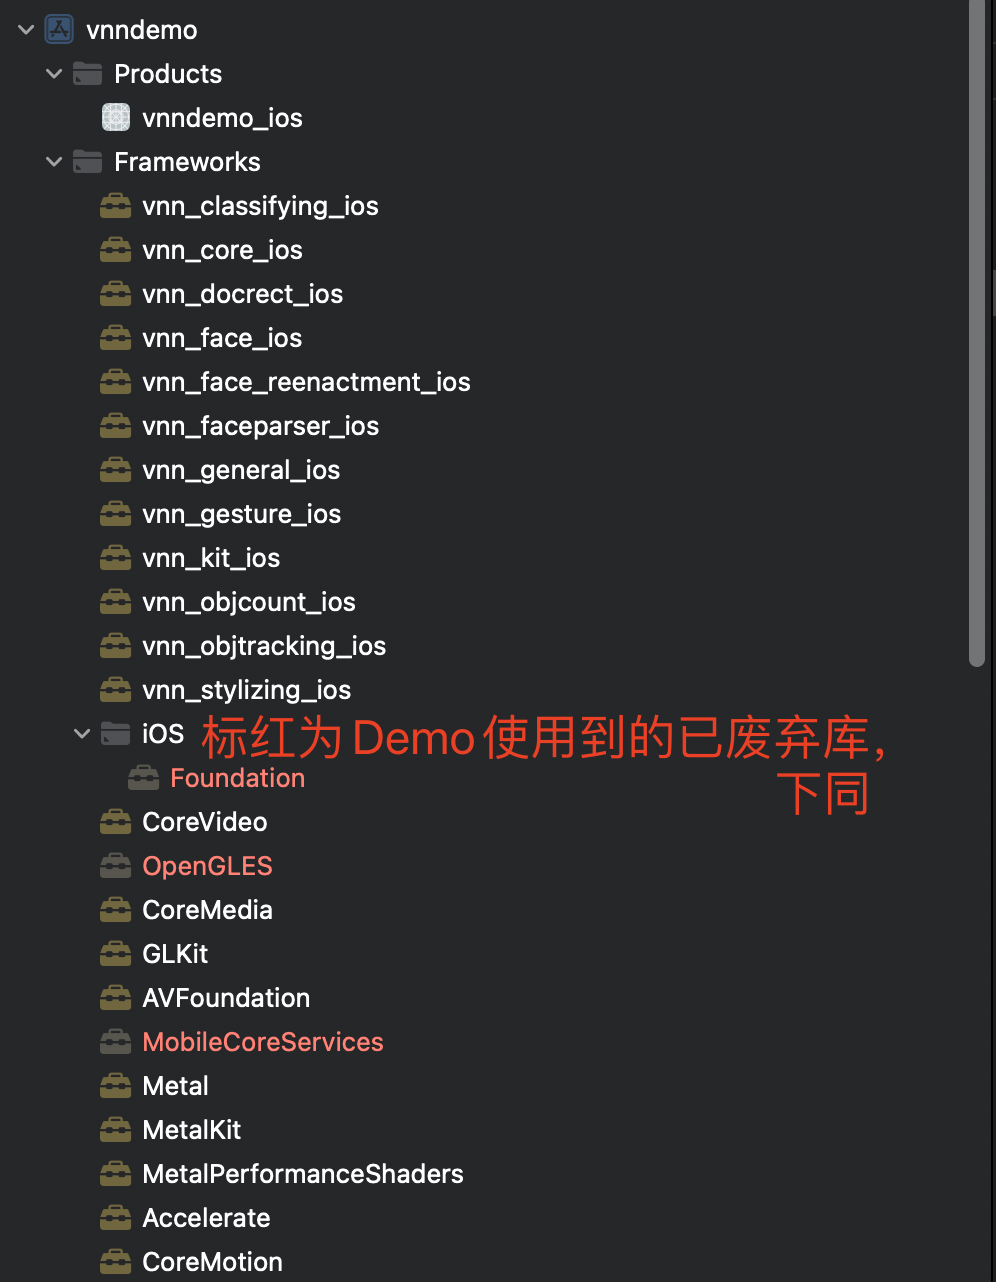 vnndemo
Products
vnndemo_ios
Frameworks
vnn_classifying_ios
vnn_core_ios
vnn_docrect_ios
vnn_face_ios
vnn_face_reenactment_ios
vnn_faceparser_ios
vnn_general_ios
vnn_gesture_ios
vnn_kit_ios
vnn_objcount_ios
vnn_objtracking_ios
vnn_stylizing_ios
iOS
标红为 Demo 使用到的已废弃库，
下同
Foundation
CoreVideo
OpenGLES
CoreMedia
GLKit
AVFoundation
MobileCoreServices
Metal
MetalKit
MetalPerformanceShaders
Accelerate
CoreMotion